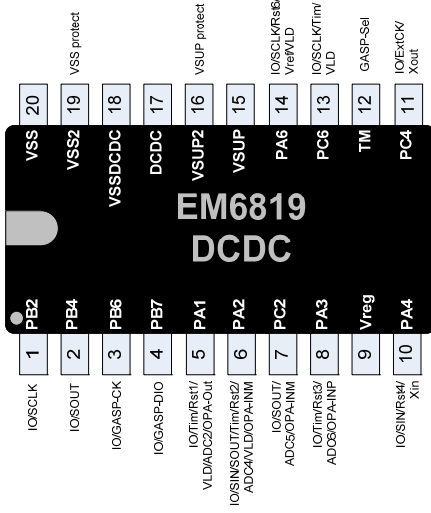 VSS protect
VSUP protect
IO/SCLK/Rst6/
Vref/VLD
IO/SCLK/Tim/
VLD
GASP-Sel
IO/ExtCK/
Xout
20 19 18 17 16 15 14 13 12 11
VSS VSS2 VSSDCDC DCDC VSUP2 VSUP PA6 PC6 TM PC4
EM6819
DCDC
PB2 PB4 PB6 PB7 PA1 PA2 PC2 PA3 Vreg PA4
1 2 3 4 5 6 7 8 9 10
IO/SCLK
IO/SOUT
IO/GASP-CK
IO/GASP-DIO
IO/Tim/Rst1/
VLD/ADC2/OPA-Out
IO/SIN/SOUT/Tim/Rst2/
ADC4/VLD/OPA-INM
IO/SOUT/
ADC5/OPA-INM
IO/Tim/Rst3/
ADC6/OPA-INP
IO/SIN/Rst4/
Xin